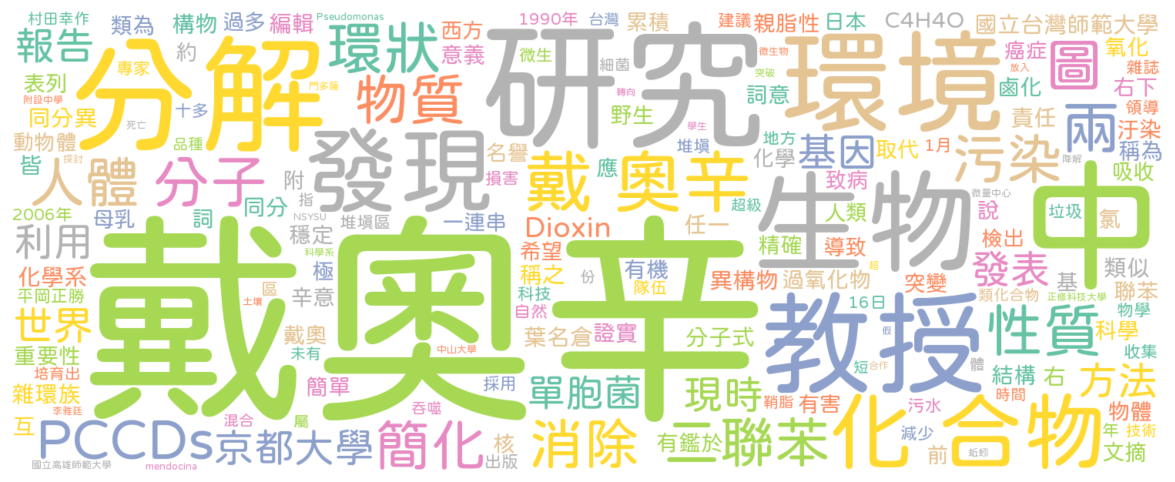 村田幸作
類為
構物
過多
編輯
Pseudomonas
西方
1990年
台灣
累積
建議
親脂性
日本
C4H4O
國立台灣師範大學
報告
分解
環狀
意義
微生
研究
細菌
微生物
環境
圖
癌症
氧化
雜誌
表列
專家
物質
門多薩
突破
詞意
放入
鹵化
右下
附設中學
同分異
十多
野生
轉向
責任
兩
領導
動物體
死亡
品種
發現
名譽
堆塭
學生
地方
化學
基因
取代
1月
污染
汙染
稱為
皆
人體
分子
附
損害
戴奧辛
應
致病
降解
吸收
2006年
母乳
詞
同分
指
NSYSU
堆塭區
一連串
超級
人類
生物
微量中心
中
說
垃圾
氯
利用
穩定
科學系
Dioxin
任一
精確
導致
檢出
化學系
極
希望
稱之
份
有機
異構物
過氧化物
突變
超
發表
基
類似
平岡正勝
區
辛意
戴奧辛
科技
隊伍
類化合物
正修科技大學
聯苯
世界
土壤
自然
16日
物學
戴奧
葉名倉
證實
分子式
教授
假
性質
科學
重要性
未有
中山大學
收集
培育出
簡單
採用
單胞菌
現時
短
合作
體
結構
右
方法
雜環族
李雅廷
吞噬
鞘脂
有害
時間
物體
互
混合
屬
污水
年
技術
PCCDs
京都大學
簡化
核
消除
有鑑於
二聯苯
減少
化合物
前
蚯蚓
文摘
國立高雄師範大學
mendocina
出版